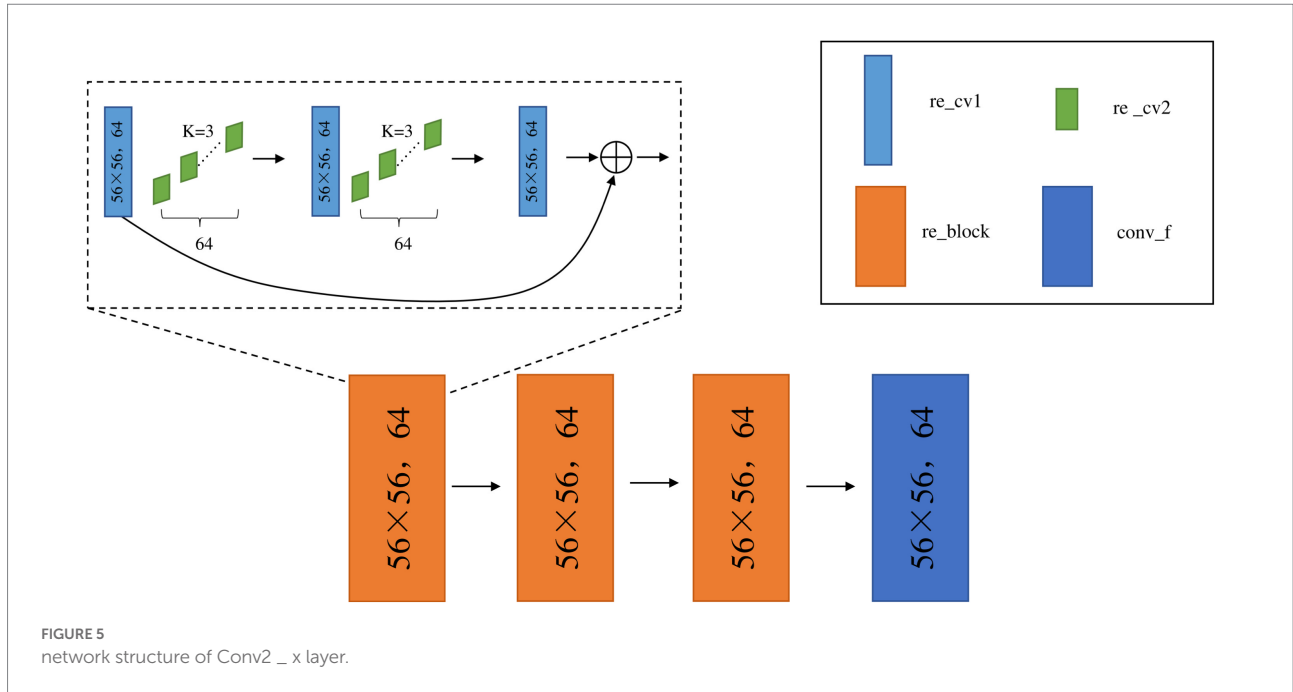 56×56, 64
K=3
64
56×56, 64
K=3
64
56×56, 64
re_cv1
re _cv2
re_block
conv_f
56×56, 64
56×56, 64
56×56, 64
56×56, 64
FIGURE 5
network structure of Conv2 _ x layer.